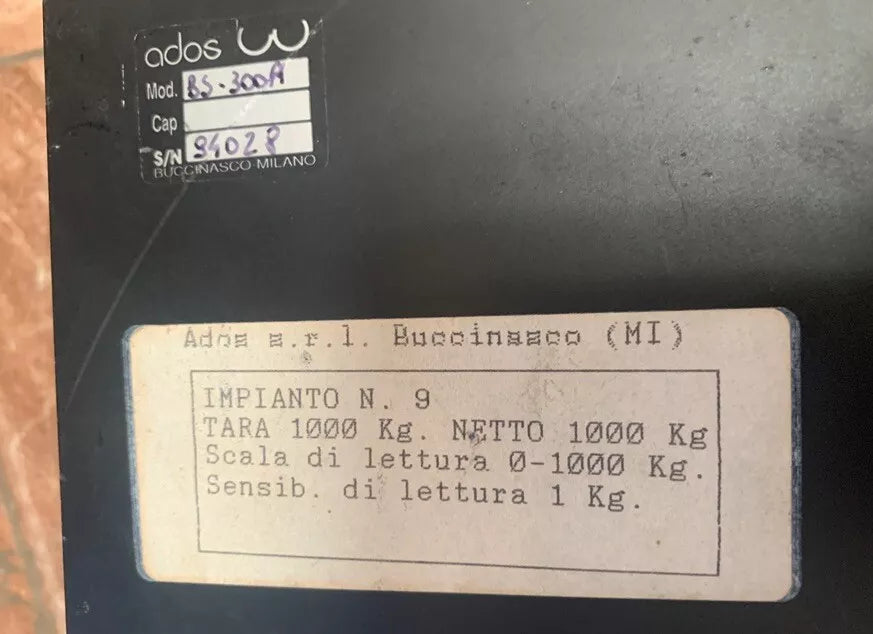 ados
Mod. BS-300A
Cap
S/N 94028
BUCCINASCO MILANO
Ados s.r.l. Buccinasco (MI)
IMPIANTO N. 9
TARA 1000 Kg. NETTO 1000 Kg
Scala di lettura 0-1000 Kg.
Sensib. di lettura 1 Kg.